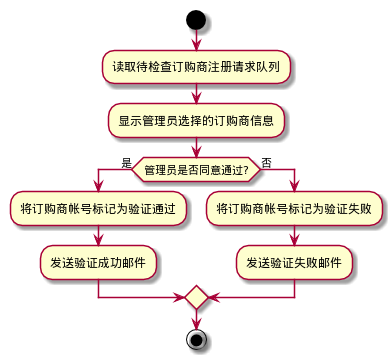 读取待检查订购商注册请求队列
显示管理员选择的订购商信息
管理员是否同意通过?
是
否
将订购商帐号标记为验证通过
将订购商帐号标记为验证失败
发送验证成功邮件
发送验证失败邮件